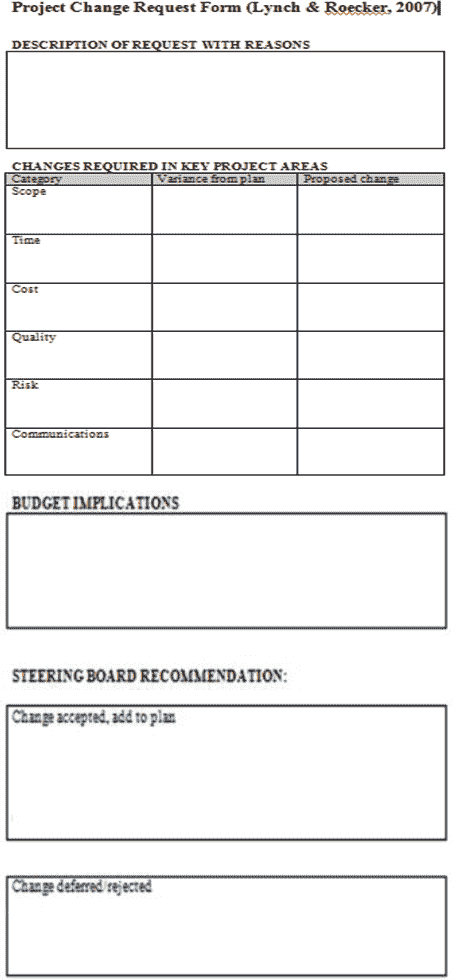 Project Change Request Form (Lynch & Roecker, 2007)
DESCRIPTION OF REQUEST WITH REASONS
CHANGES REQUIRED IN KEY PROJECT AREAS
Category Variance from plan Proposed change
Scope
Time
Cost
Quality
Risk
Communications
BUDGET IMPLICATIONS
STEERING BOARD RECOMMENDATION:
Change accepted, add to plan
Change deferred/rejected